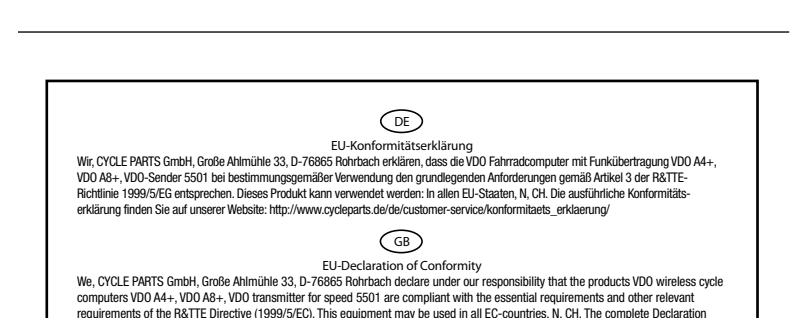 DE
EU-Konformitätserklärung
Wir, CYCLE PARTS GmbH, Große Ahlmühle 33, D-76865 Rohrbach erklären, dass die VDO Fahrradcomputer mit Funkübertragung VDO A4+,
VDO A8+, VDO-Sender 5501 bei bestimmungsgemäßer Verwendung den grundlegenden Anforderungen gemäß Artikel 3 der R&TTE-
Richtlinie 1999/5/EG entsprechen. Dieses Produkt kann verwendet werden: In allen EU-Staaten, N, CH. Die ausführliche Konformitäts-
erklärung finden Sie auf unserer Website: http://www.cycleparts.de/de/customer-service/konformitaets_erklaerung/
GB
EU-Declaration of Conformity
We, CYCLE PARTS GmbH, Große Ahlmühle 33, D-76865 Rohrbach declare under our responsibility that the products VDO wireless cycle
computers VDO A4+, VDO A8+, VDO transmitter for speed 5501 are compliant with the essential requirements and other relevant
requirements of the R&TTE Directive (1999/5/EC). This equipment may be used in all EC-countries, N, CH. The complete Declaration